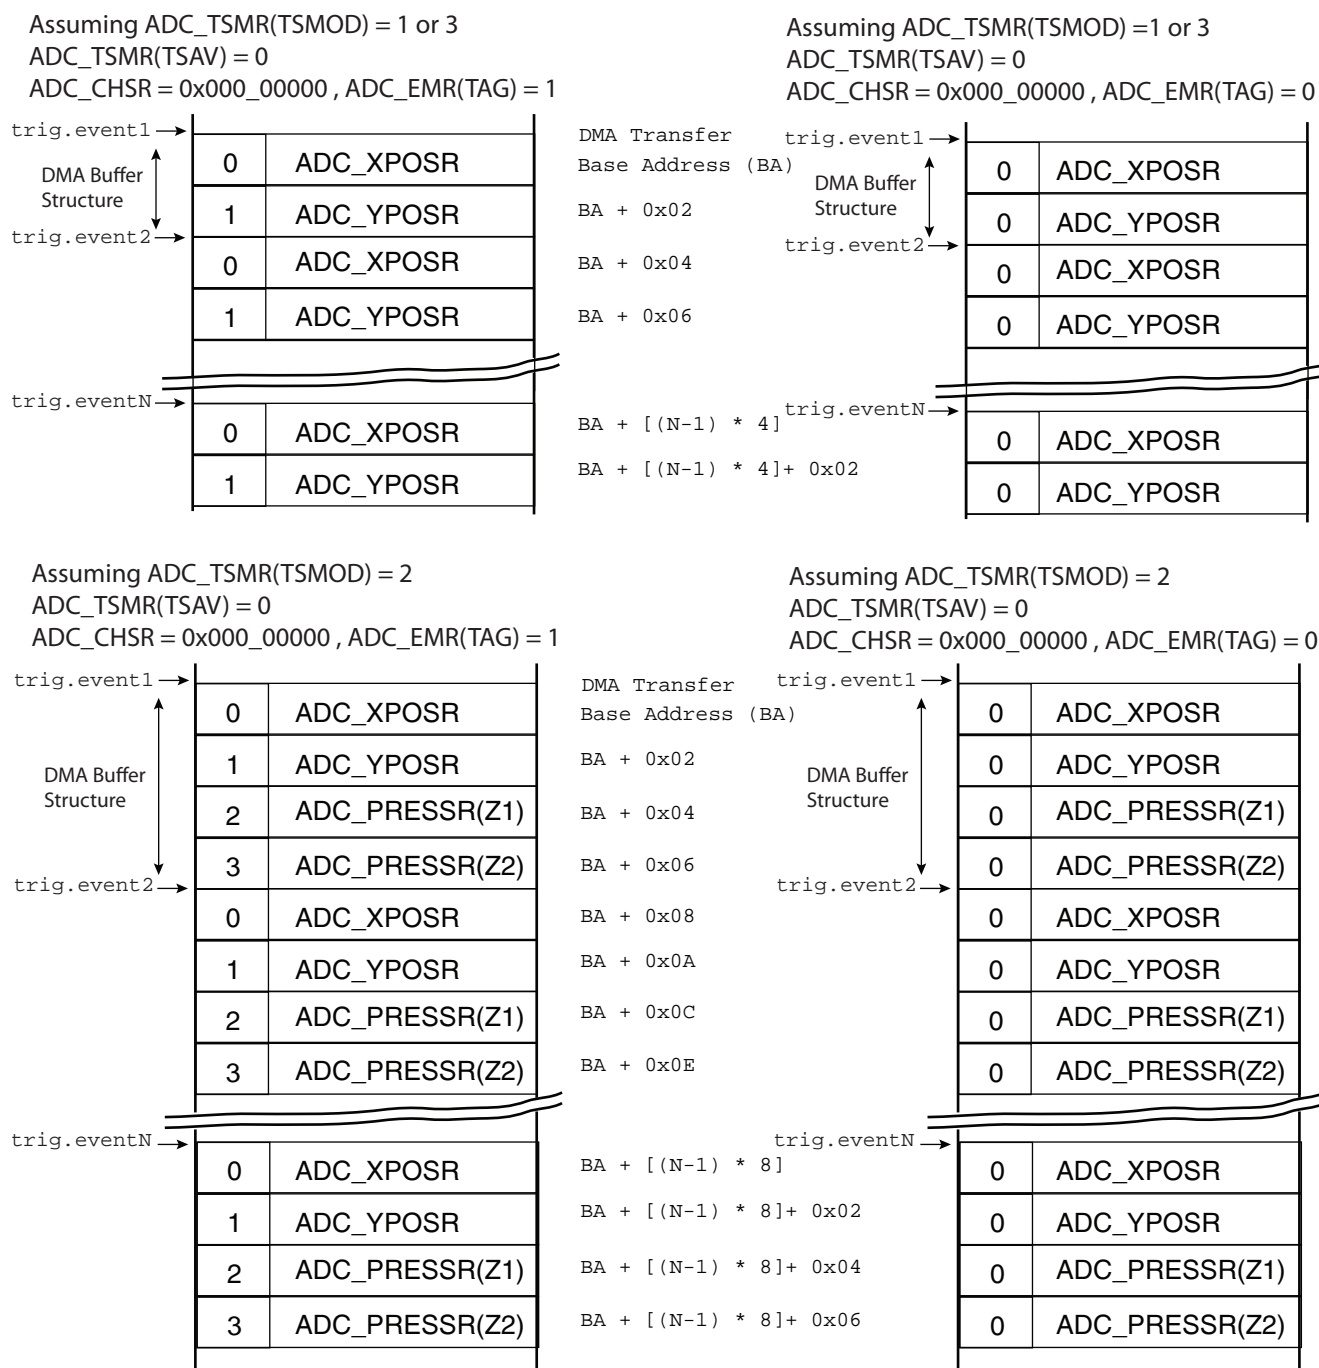 Assuming ADC_TSMR(TSMOD) = 1 or 3
ADC_TSMR(TSAV) = 0
ADC_CHSR = 0x000_00000 , ADC_EMR(TAG) = 1
trig.event1
DMA Buffer
Structure
trig.event2
0 ADC_XPOSR
1 ADC_YPOSR
0 ADC_XPOSR
1 ADC_YPOSR
trig.eventN
0 ADC_XPOSR
1 ADC_YPOSR
DMA Transfer
Base Address (BA)
BA + 0x02
BA + 0x04
BA + 0x06
BA + [(N-1) * 4]
BA + [(N-1) * 4]+ 0x02
Assuming ADC_TSMR(TSMOD) =1 or 3
ADC_TSMR(TSAV) = 0
ADC_CHSR = 0x000_00000 , ADC_EMR(TAG) = 0
trig.event1
DMA Buffer
Structure
trig.event2
0 ADC_XPOSR
0 ADC_YPOSR
0 ADC_XPOSR
0 ADC_YPOSR
trig.eventN
0 ADC_XPOSR
0 ADC_YPOSR
Assuming ADC_TSMR(TSMOD) = 2
ADC_TSMR(TSAV) = 0
ADC_CHSR = 0x000_00000 , ADC_EMR(TAG) = 1
trig.event1
DMA Buffer
Structure
trig.event2
0 ADC_XPOSR
1 ADC_YPOSR
2 ADC_PRESSR(Z1)
3 ADC_PRESSR(Z2)
0 ADC_XPOSR
1 ADC_YPOSR
2 ADC_PRESSR(Z1)
3 ADC_PRESSR(Z2)
trig.eventN
0 ADC_XPOSR
1 ADC_YPOSR
2 ADC_PRESSR(Z1)
3 ADC_PRESSR(Z2)
DMA Transfer
Base Address (BA)
BA + 0x02
BA + 0x04
BA + 0x06
BA + 0x08
BA + 0x0A
BA + 0x0C
BA + 0x0E
BA + [(N-1) * 8]
BA + [(N-1) * 8]+ 0x02
BA + [(N-1) * 8]+ 0x04
BA + [(N-1) * 8]+ 0x06
Assuming ADC_TSMR(TSMOD) = 2
ADC_TSMR(TSAV) = 0
ADC_CHSR = 0x000_00000 , ADC_EMR(TAG) = 0
trig.event1
DMA Buffer
Structure
trig.event2
0 ADC_XPOSR
0 ADC_YPOSR
0 ADC_PRESSR(Z1)
0 ADC_PRESSR(Z2)
0 ADC_XPOSR
0 ADC_YPOSR
0 ADC_PRESSR(Z1)
0 ADC_PRESSR(Z2)
trig.eventN
0 ADC_XPOSR
0 ADC_YPOSR
0 ADC_PRESSR(Z1)
0 ADC_PRESSR(Z2)